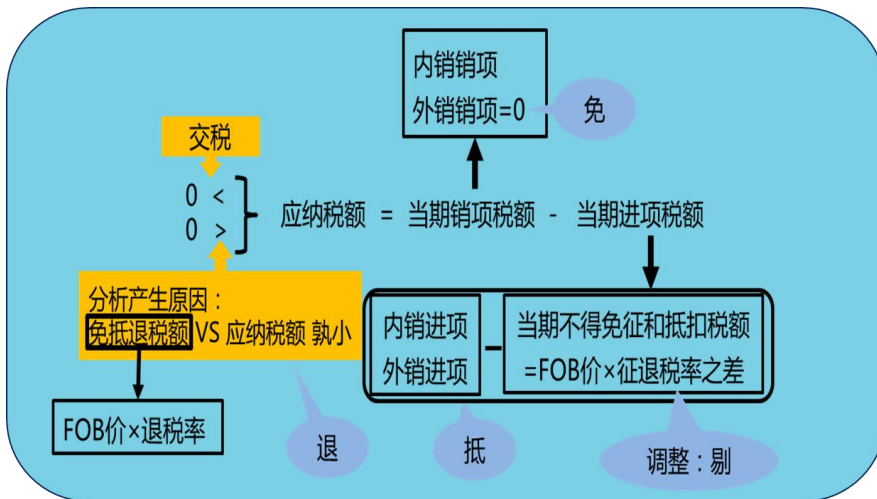 内销销项
外销销项=0
免
交税
0 <
0 >
应纳税额 = 当期销项税额 - 当期进项税额
分析产生原因：
免抵退税额 VS 应纳税额 孰小
内销进项
外销进项
-
当期不得免征和抵扣税额
=FOB价×征退税率之差
FOB价×退税率
退
抵
调整：剔